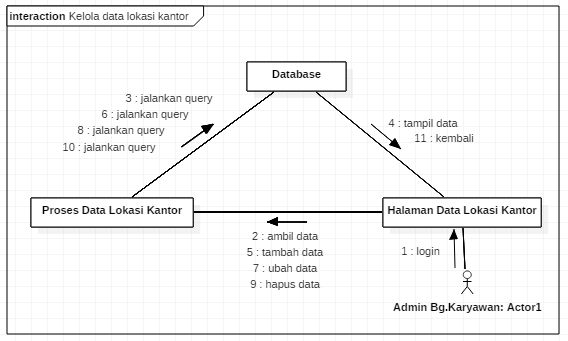 interaction Kelola data lokasi kantor
Database
3 : jalankan query
6 : jalankan query
8 : jalankan query
10 : jalankan query
4 : tampil data
11 : kembali
Proses Data Lokasi Kantor
Halaman Data Lokasi Kantor
2 : ambil data
5 : tambah data
7 : ubah data
9 : hapus data
1 : login
Admin Bg.Karyawan: Actor1